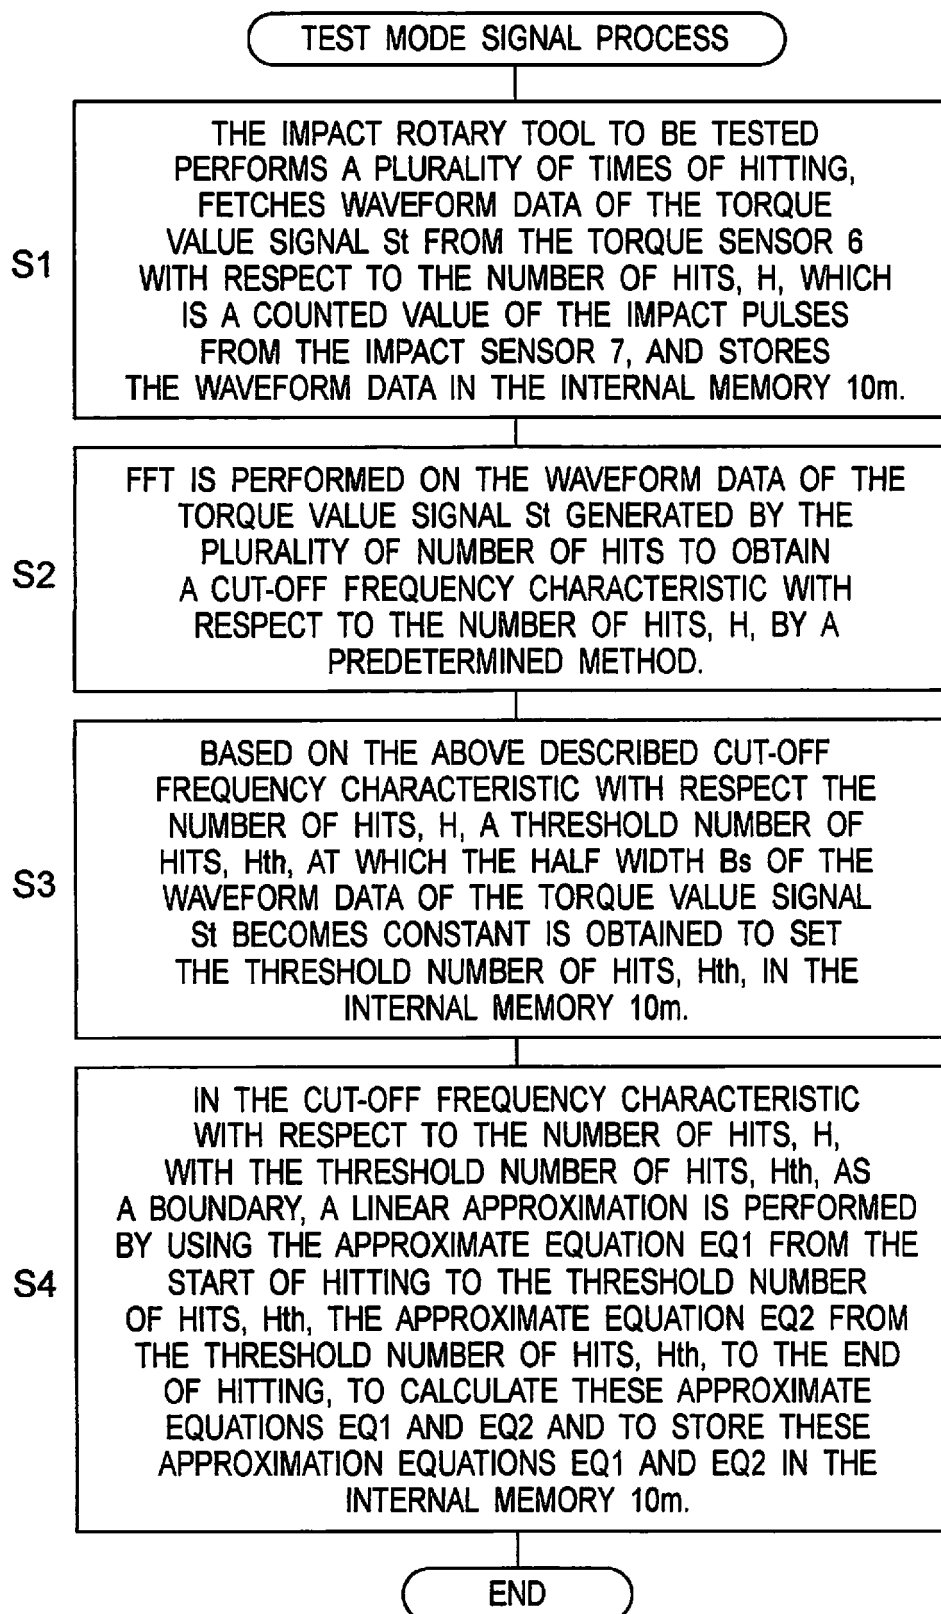 TEST MODE SIGNAL PROCESS
S1
THE IMPACT ROTARY TOOL TO BE TESTED
PERFORMS A PLURALITY OF TIMES OF HITTING,
FETCHES WAVEFORM DATA OF THE TORQUE
VALUE SIGNAL St FROM THE TORQUE SENSOR 6
WITH RESPECT TO THE NUMBER OF HITS, H, WHICH
IS A COUNTED VALUE OF THE IMPACT PULSES
FROM THE IMPACT SENSOR 7, AND STORES
THE WAVEFORM DATA IN THE INTERNAL MEMORY 10m.
S2
FFT IS PERFORMED ON THE WAVEFORM DATA OF THE
TORQUE VALUE SIGNAL St GENERATED BY THE
PLURALITY OF NUMBER OF HITS TO OBTAIN
A CUT-OFF FREQUENCY CHARACTERISTIC WITH
RESPECT TO THE NUMBER OF HITS, H, BY A
PREDETERMINED METHOD.
S3
BASED ON THE ABOVE DESCRIBED CUT-OFF
FREQUENCY CHARACTERISTIC WITH RESPECT THE
NUMBER OF HITS, H, A THRESHOLD NUMBER OF
HITS, Hth, AT WHICH THE HALF WIDTH Bs OF THE
WAVEFORM DATA OF THE TORQUE VALUE SIGNAL
St BECOMES CONSTANT IS OBTAINED TO SET
THE THRESHOLD NUMBER OF HITS, Hth, IN THE
INTERNAL MEMORY 10m.
S4
IN THE CUT-OFF FREQUENCY CHARACTERISTIC
WITH RESPECT TO THE NUMBER OF HITS, H,
WITH THE THRESHOLD NUMBER OF HITS, Hth, AS
A BOUNDARY, A LINEAR APPROXIMATION IS PERFORMED
BY USING THE APPROXIMATE EQUATION EQ1 FROM THE
START OF HITTING TO THE THRESHOLD NUMBER
OF HITS, Hth, THE APPROXIMATE EQUATION EQ2 FROM
THE THRESHOLD NUMBER OF HITS, Hth, TO THE END
OF HITTING, TO CALCULATE THESE APPROXIMATE
EQUATIONS EQ1 AND EQ2 AND TO STORE THESE
APPROXIMATION EQUATIONS EQ1 AND EQ2 IN THE
INTERNAL MEMORY 10m.
END